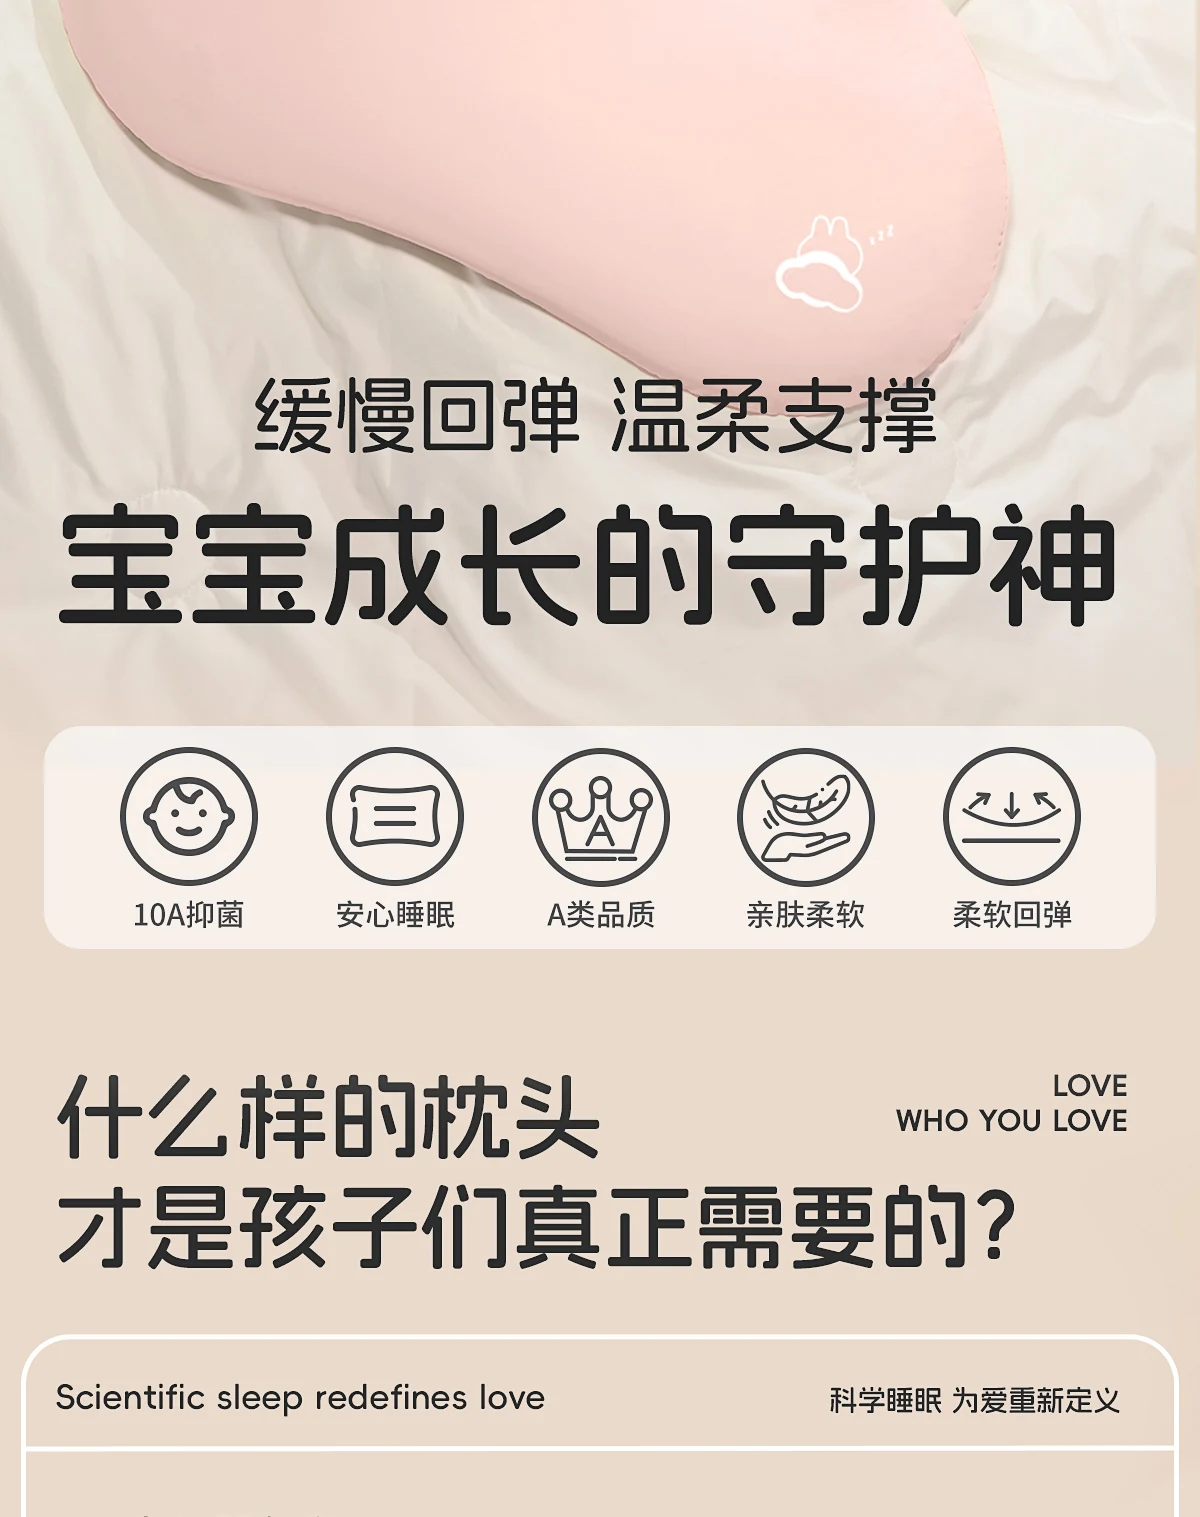 zzz
缓慢回弹 温柔支撑
宝宝成长的守护神
A
10A抑菌
安心睡眠
A类品质
亲肤柔软
柔软回弹
什么样的枕头
LOVE
WHO YOU LOVE
才是孩子们真正需要的?
Scientific sleep redefines love
科学睡眠 为爱重新定义